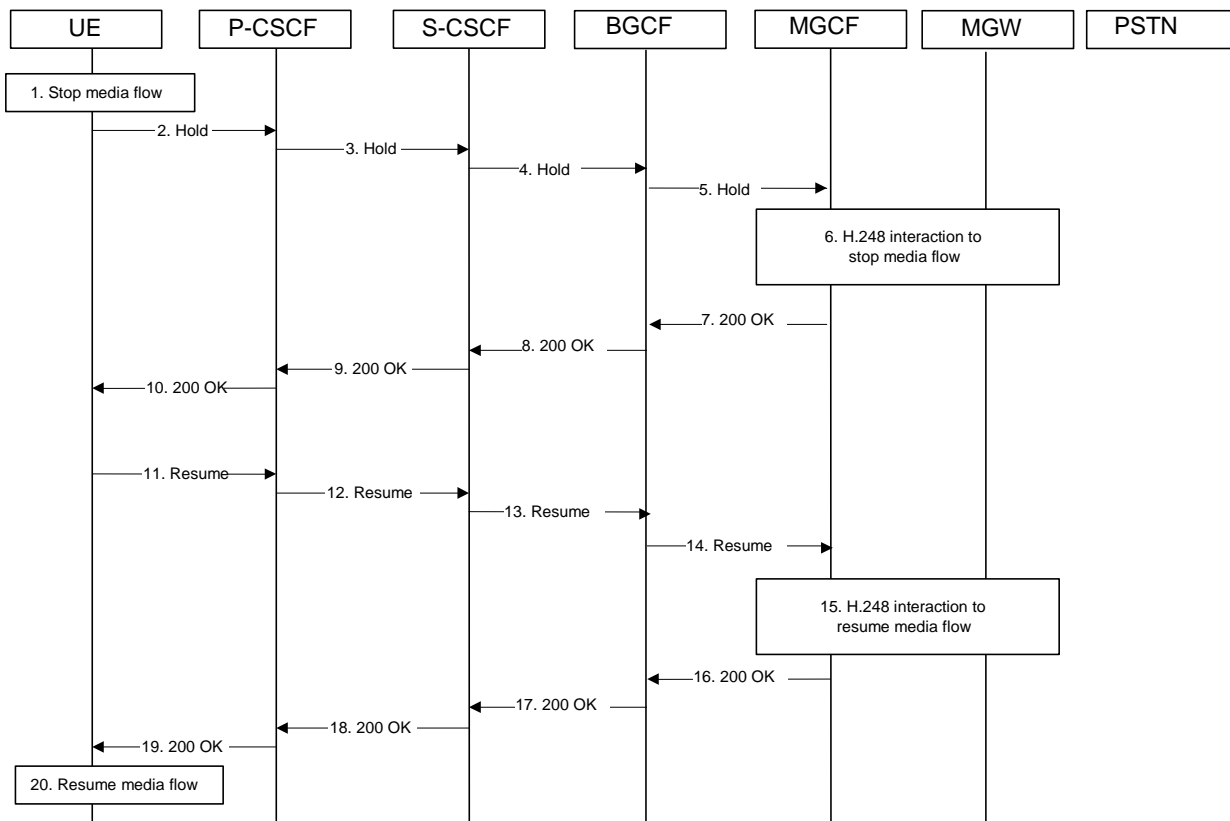 UE
P-CSCF
S-CSCF
BGCF
MGCF
MGW
PSTN
1. Stop media flow
2. Hold
3. Hold
4. Hold
5. Hold
6. H.248 interaction to
stop media flow
7. 200 OK
8. 200 OK
9. 200 OK
10. 200 OK
11. Resume
12. Resume
13. Resume
14. Resume
15. H.248 interaction to
resume media flow
16. 200 OK
17. 200 OK
18. 200 OK
19. 200 OK
20. Resume media flow